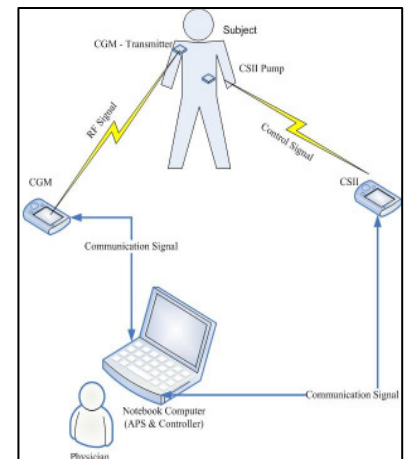 Subject
CGM - Transmitter
CSII Pump
RF Signal
Control Signal
CGM
CSII
Communication Signal
Communication Signal
Notebook Computer
(APS & Controller)
Physician